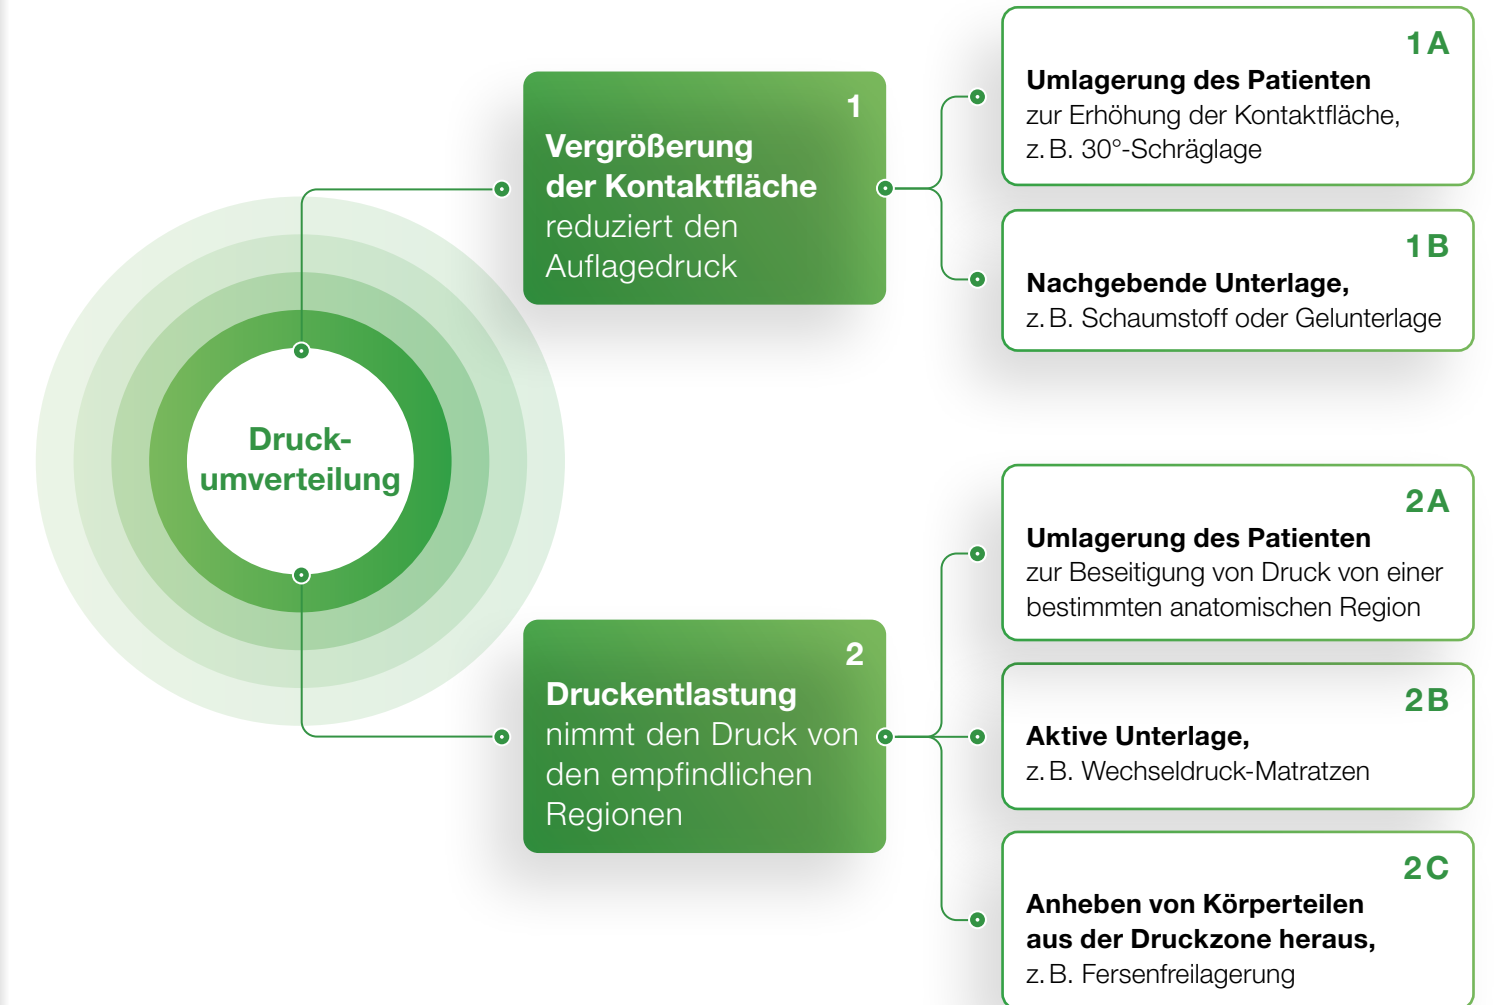 Druck-
umverteilung
1
Vergrößerung
der Kontaktfläche
reduziert den
Auflagedruck
1 A
Umlagerung des Patienten
zur Erhöhung der Kontaktfläche,
z. B. 30°-Schräglage
1 B
Nachgebende Unterlage,
z. B. Schaumstoff oder Gelunterlage
2
Druckentlastung
nimmt den Druck von
den empfindlichen
Regionen
2 A
Umlagerung des Patienten
zur Beseitigung von Druck von einer
bestimmten anatomischen Region
2 B
Aktive Unterlage,
z. B. Wechseldruck-Matratzen
2 C
Anheben von Körperteilen
aus der Druckzone heraus,
z. B. Fersenfreilagerung